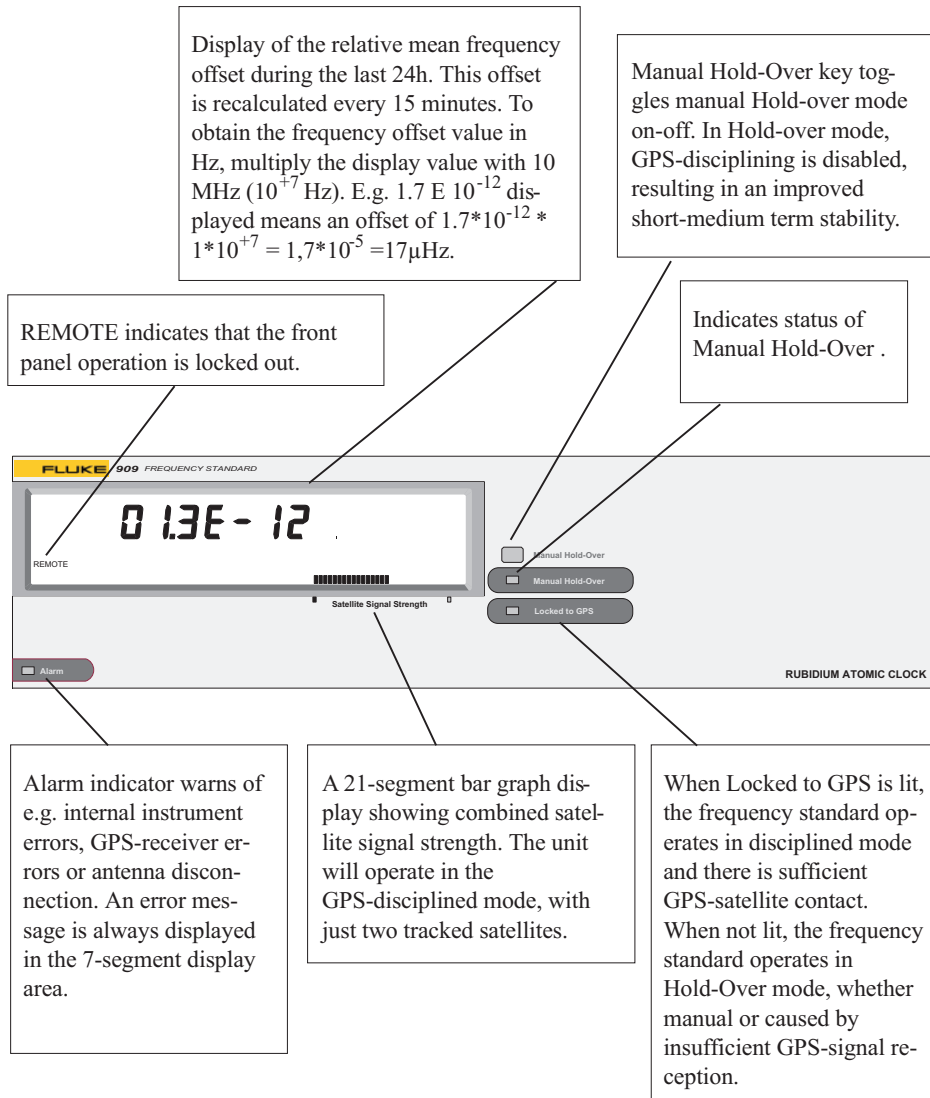 Display of the relative mean frequency
offset during the last 24h. This offset
is recalculated every 15 minutes. To
obtain the frequency offset value in
Hz, multiply the display value with 10
MHz (10+7 Hz). E.g. 1.7 E 10-12 dis-
played means an offset of 1.7*10-12 *
1*10+7 = 1,7*10-5 =17µHz.
Manual Hold-Over key tog-
gles manual Hold-over mode
on-off. In Hold-over mode,
GPS-disciplining is disabled,
resulting in an improved
short-medium term stability.
REMOTE indicates that the front
panel operation is locked out.
Indicates status of
Manual Hold-Over .
FLUKE 909 FREQUENCY STANDARD
01.3E-12
REMOTE
Satellite Signal Strength
Manual Hold-Over
Manual Hold-Over
Locked to GPS
Alarm
RUBIDIUM ATOMIC CLOCK
Alarm indicator warns of
e.g. internal instrument
errors, GPS-receiver er-
rors or antenna discon-
nection. An error mes-
sage is always displayed
in the 7-segment display
area.
A 21-segment bar graph dis-
play showing combined satel-
lite signal strength. The unit
will operate in the
GPS-disciplined mode, with
just two tracked satellites.
When Locked to GPS is lit,
the frequency standard op-
erates in disciplined mode
and there is sufficient
GPS-satellite contact.
When not lit, the frequency
standard operates in
Hold-Over mode, whether
manual or caused by
insufficient GPS-signal re-
ception.